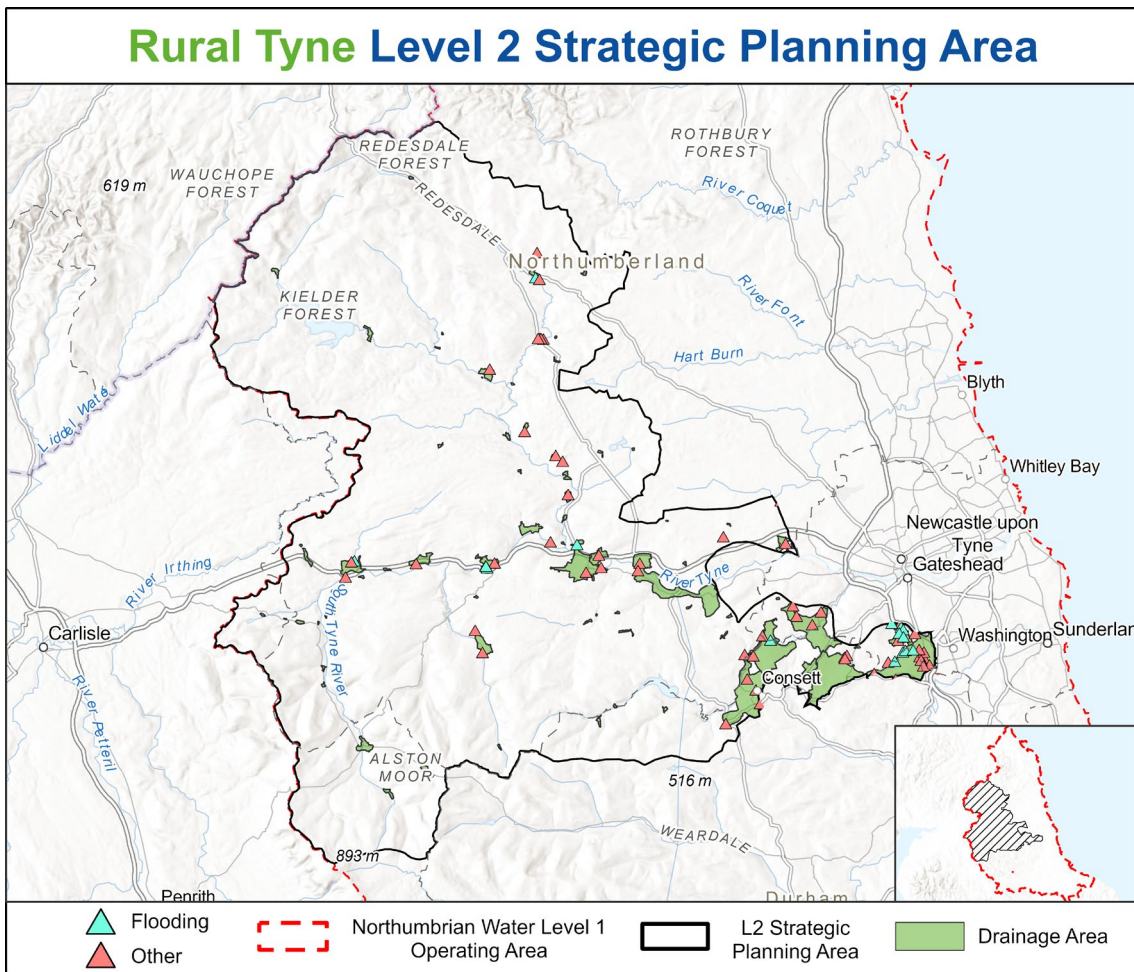 Rural Tyne Level 2 Strategic Planning Area
REDESDALE
FOREST
ROTHBURY
FOREST
WAUCHOPE
FOREST
619 m
River Coquet
REDESDALE
Northumberland
KIELDER
FOREST
River Font
Hart Burn
Blyth
Liddel Water
Whitley Bay
Newcastle upon
Tyne
Gateshead
River Irthing
River Tyne
South Tyne River
Carlisle
Washington
Sunderlan
Consett
River Petteril
ALSTON
MOOR
516 m
WEARDALE
893 m
Penrith
Durham
Flooding
Other
Northumbrian Water Level 1
Operating Area
L2 Strategic
Planning Area
Drainage Area